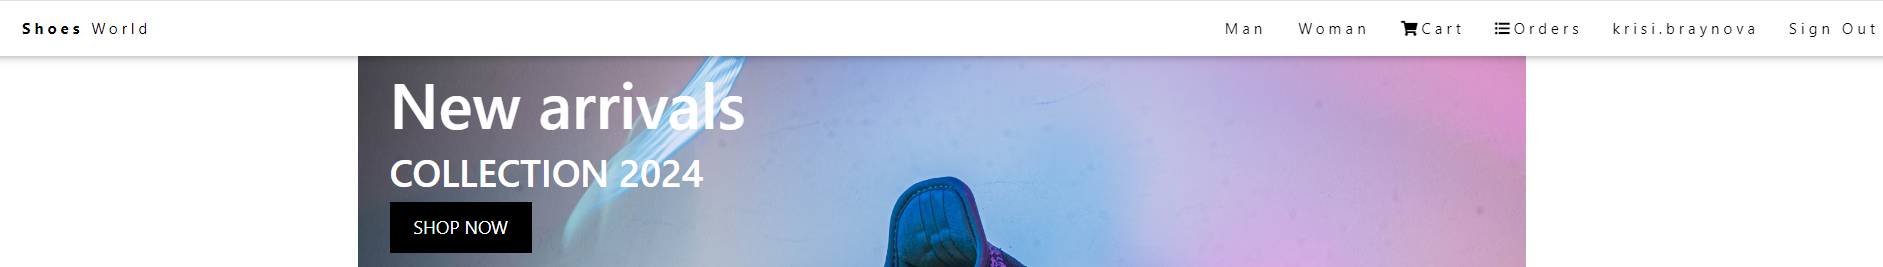 Shoes World Man Woman Cart Orders krisi.braynova Sign Out
New arrivals
COLLECTION 2024
SHOP NOW